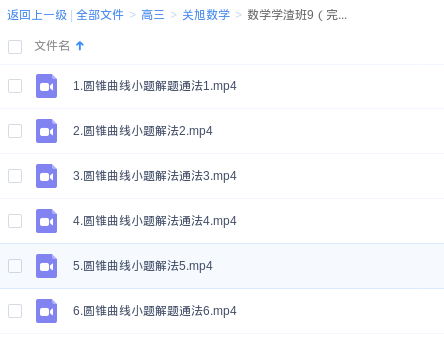 返回上一级 | 全部文件 > 高三 > 关旭数学 > 数学学渣班9（完...
文件名
1.圆锥曲线小题解题通法1.mp4
2.圆锥曲线小题解法2.mp4
3.圆锥曲线小题解法通法3.mp4
4.圆锥曲线小题解法通法4.mp4
5.圆锥曲线小题解法5.mp4
6.圆锥曲线小题解题通法6.mp4